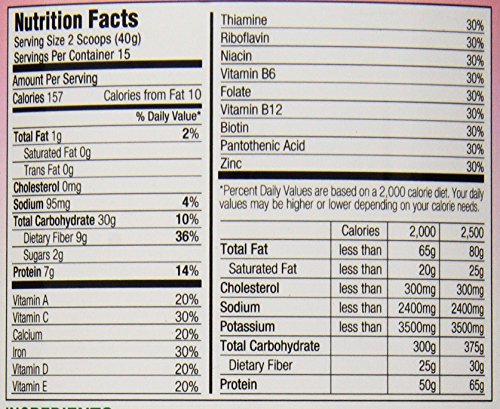 Nutrition Facts
Serving Size 2 Scoops (40g)
Servings Per Container 15
Amount Per Serving
Calories 157 Calories from Fat 10
% Daily Value*
Total Fat 1g 2%
Saturated Fat 0g
Trans Fat 0g
Cholesterol 0mg
Sodium 95mg 4%
Total Carbohydrate 30g 10%
Dietary Fiber 9g 36%
Sugars 2g
Protein 7g 14%
Vitamin A 20%
Vitamin C 30%
Calcium 20%
Iron 30%
Vitamin D 20%
Vitamin E 20%
Thiamine 30%
Riboflavin 30%
Niacin 30%
Vitamin B6 30%
Folate 30%
Vitamin B12 30%
Biotin 30%
Pantothenic Acid 30%
Zinc 30%
*Percent Daily Values are based on a 2,000 calorie diet. Your daily
values may be higher or lower depending on your calorie needs.
Calories 2,000 2,500
Total Fat less than 65g 80g
Saturated Fat less than 20g 25g
Cholesterol less than 300mg 300mg
Sodium less than 2400mg 2400mg
Potassium less than 3500mg 3500mg
Total Carbohydrate 300g 375g
Dietary Fiber 25g 30g
Protein 50g 65g